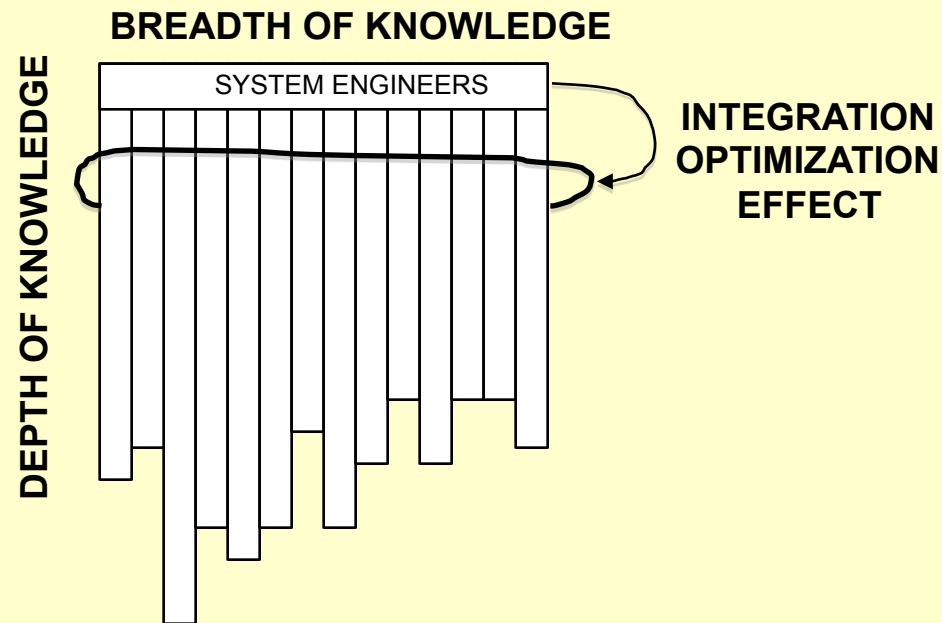 BREADTH OF KNOWLEDGE
SYSTEM ENGINEERS
DEPTH OF KNOWLEDGE
INTEGRATION
OPTIMIZATION
EFFECT